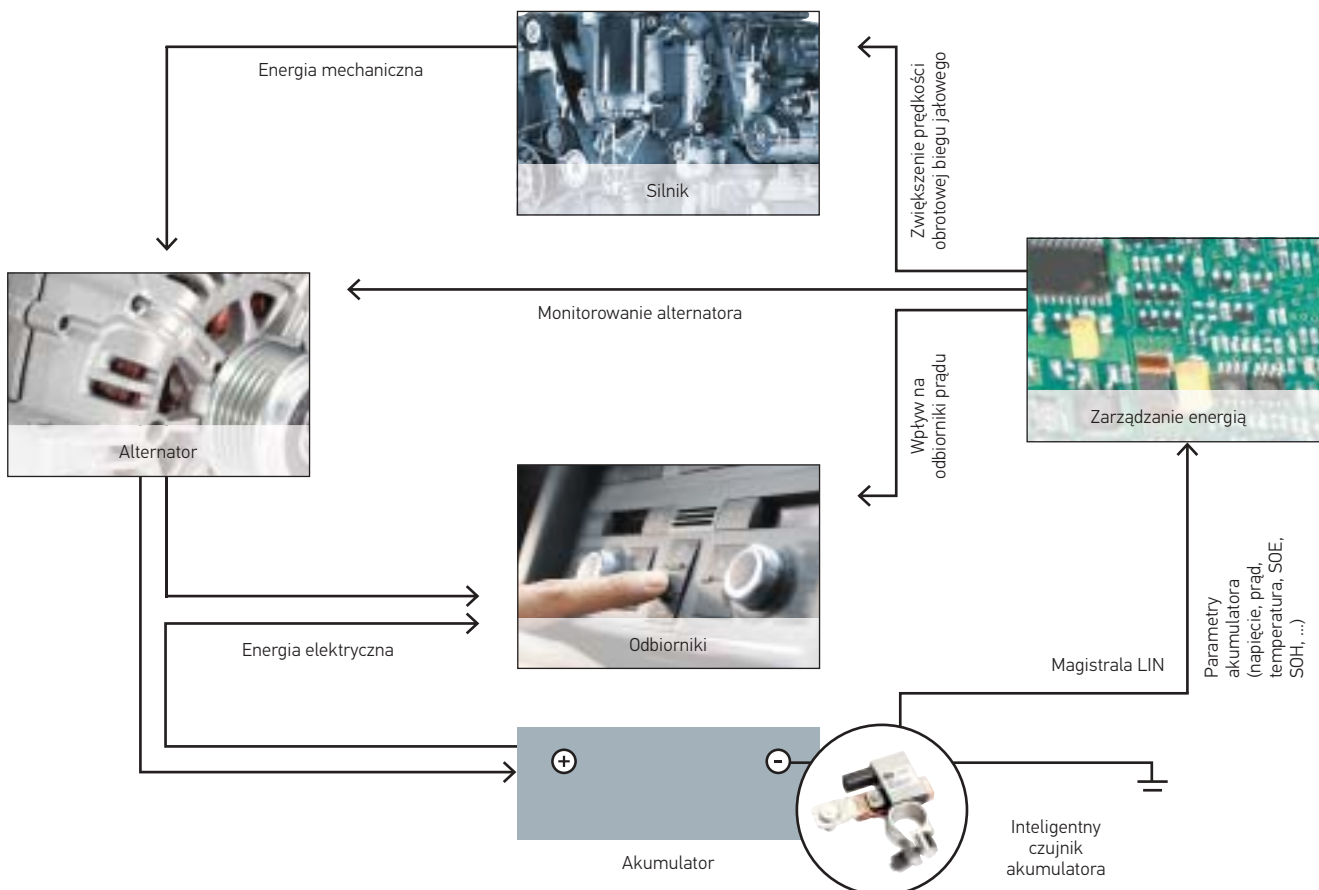 Energia mechaniczna
Silnik
Zwiększenie prędkości
obrotowej biegu jałowego
Monitorowanie alternatora
Alternator
Wpływ na
odbiorniki prądu
Zarządzanie energią
Energia elektryczna
Odbiorniki
Magistrala LIN
Parametry
akumulatora
(napięcie, prąd,
temperatura, SOE,
SOH, ...)
+
-
Akumulator
Inteligentny
czujnik
akumulatora